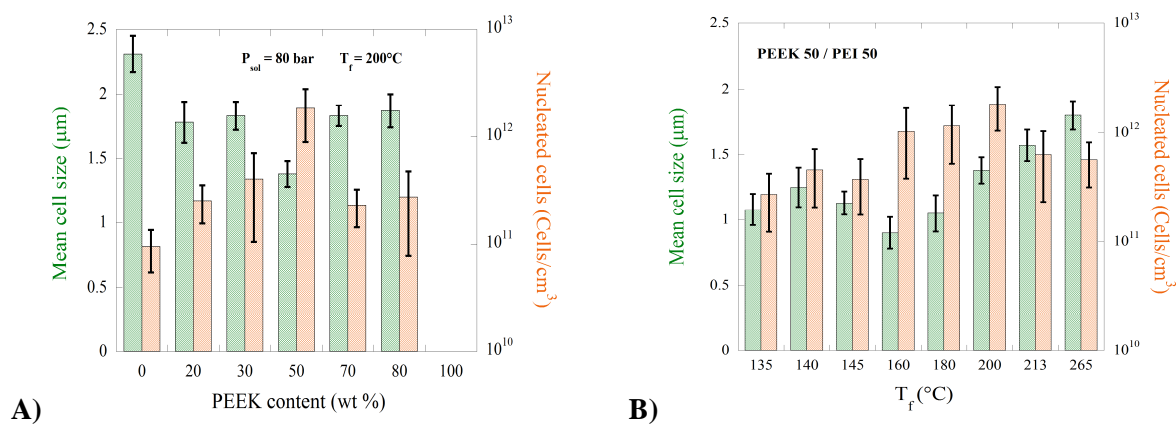 2.5
2
1.5
1
0.5
0
Mean cell size (μm)
P_sol = 80 bar T_f = 200°C
10^13
10^12
10^11
10^10
Nucleated cells (Cells/cm^3)
0 20 30 50 70 80 100
PEEK content (wt %)
A)
2.5
2
1.5
1
0.5
0
Mean cell size (μm)
PEEK 50 / PEI 50
10^13
10^12
10^11
10^10
Nucleated cells (Cells/cm^3)
135 140 145 160 180 200 213 265
T_f (°C)
B)